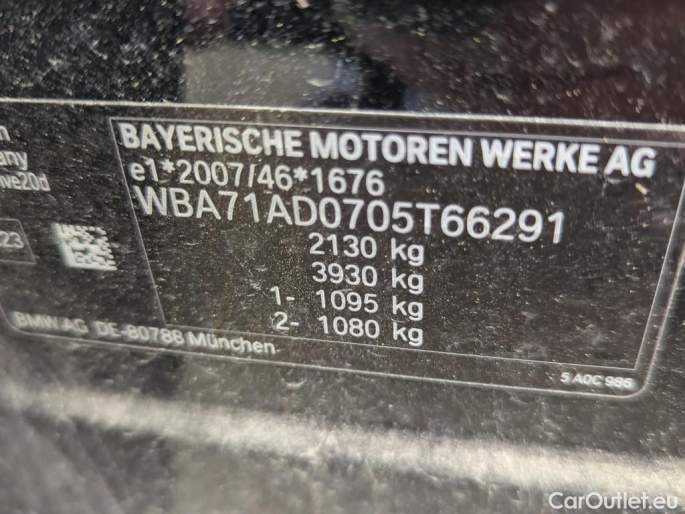 BAYERISCHE MOTOREN WERKE AG
e1*2007/46*1676
WBA71AD0705T66291
2130 kg
3930 kg
1- 1095 kg
2- 1080 kg
23
BMW AG DE-80788 München
5 A0C 986
CarOutlet.eu